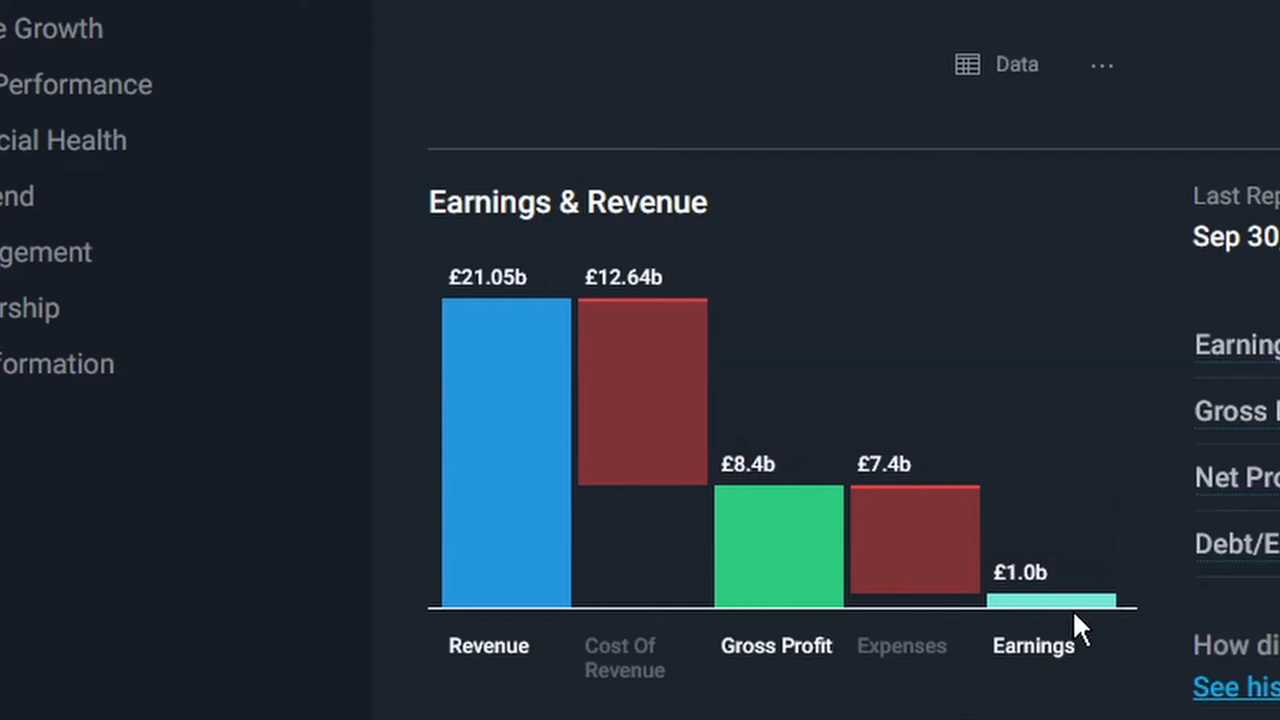 e Growth
Performance
cial Health
end
gement
rship
formation
Data
Earnings & Revenue
£21.05b
£12.64b
£8.4b
£7.4b
£1.0b
Revenue
Cost Of
Revenue
Gross Profit
Expenses
Earnings
Last Rep
Sep 30,
Earning
Gross
Net Pro
Debt/E
How di
See his